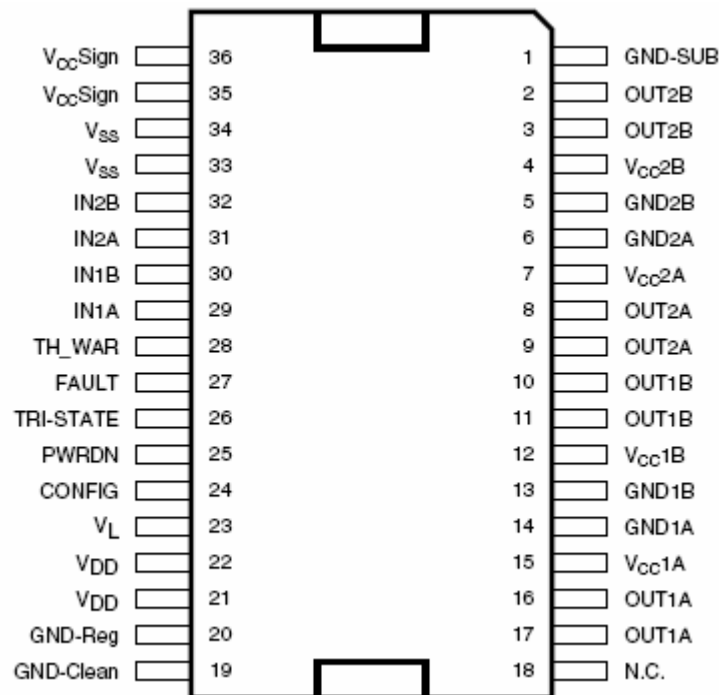 VCCSign 36 1 GND-SUB
VCCSign 35 2 OUT2B
VSS 34 3 OUT2B
VSS 33 4 VCC2B
IN2B 32 5 GND2B
IN2A 31 6 GND2A
IN1B 30 7 VCC2A
IN1A 29 8 OUT2A
TH_WAR 28 9 OUT2A
FAULT 27 10 OUT1B
TRI-STATE 26 11 OUT1B
PWRDN 25 12 VCC1B
CONFIG 24 13 GND1B
VL 23 14 GND1A
VDD 22 15 VCC1A
VDD 21 16 OUT1A
GND-Reg 20 17 OUT1A
GND-Clean 19 18 N.C.